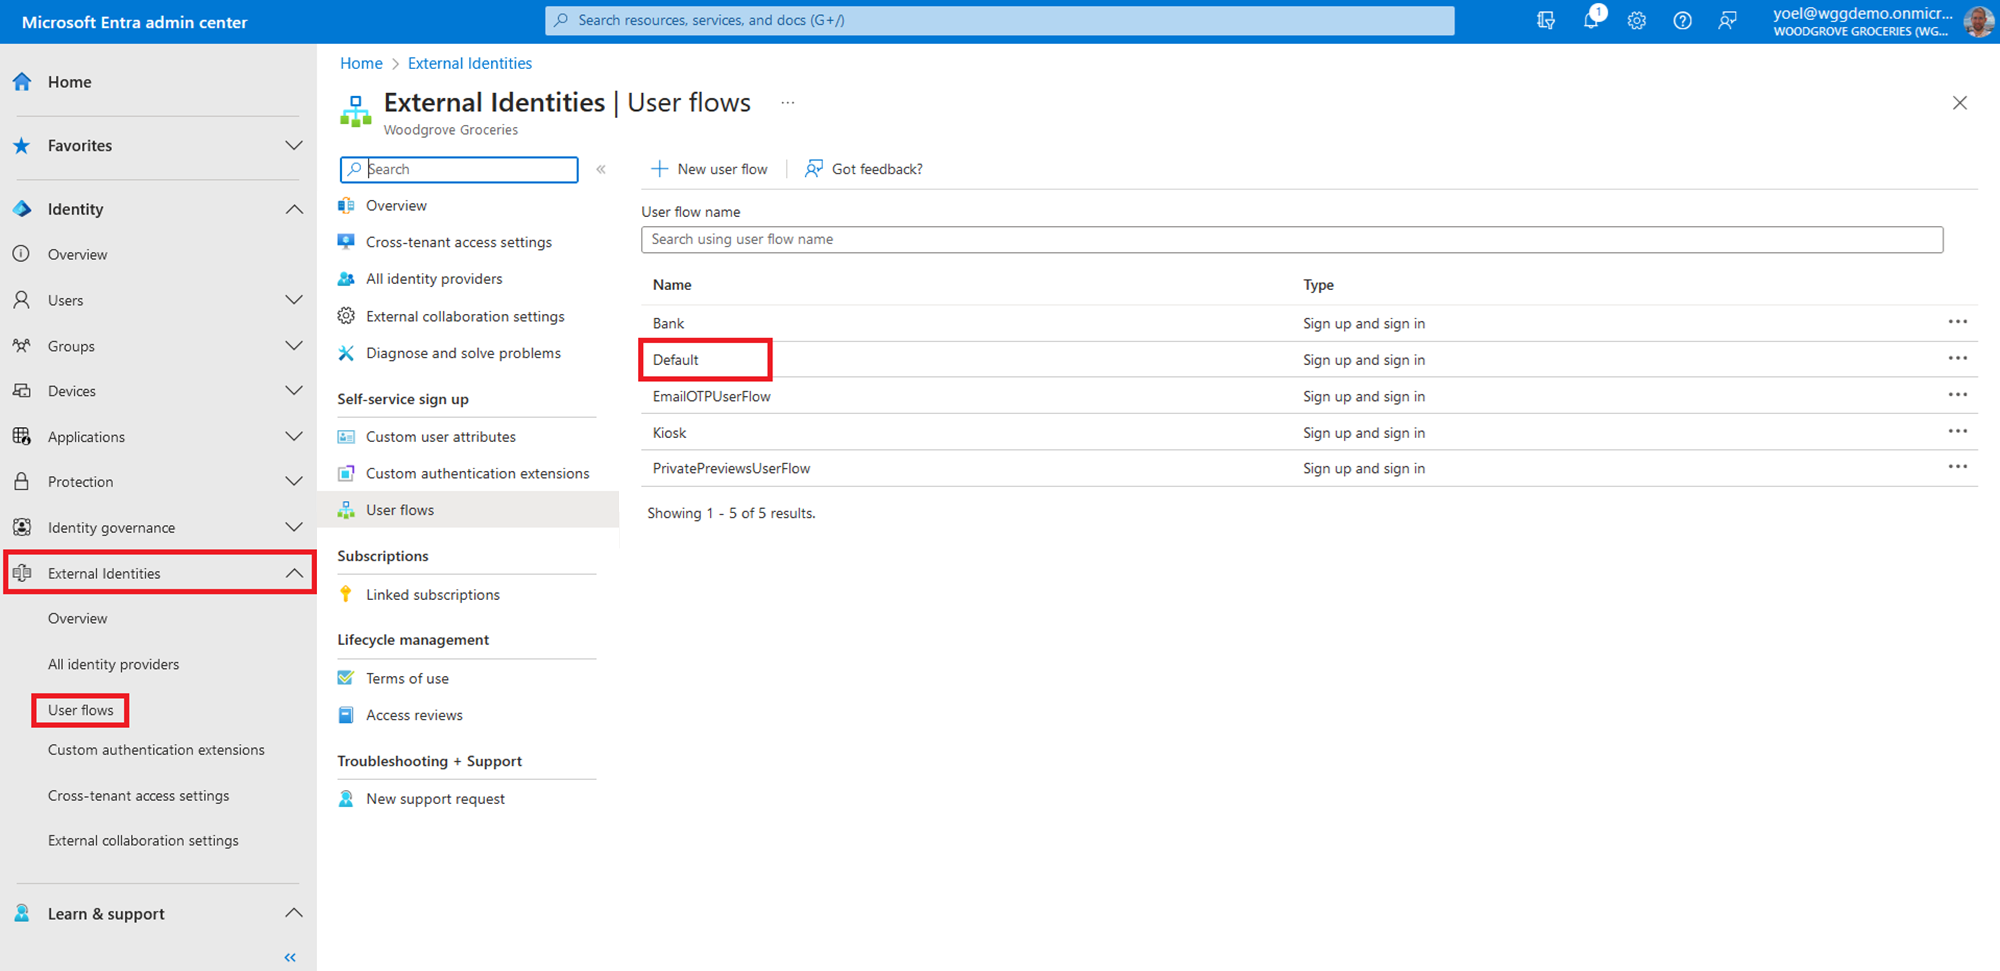 Microsoft Entra admin center
Search resources, services, and docs (G+/)
1
yoel@wggdemo.onmicr...
WOODGROVE GROCERIES (WG...
Home
Favorites
Identity
Overview
Users
Groups
Devices
Applications
Protection
Identity governance
External Identities
Overview
All identity providers
User flows
Custom authentication extensions
Cross-tenant access settings
External collaboration settings
Learn & support
Home > External Identities
External Identities | User flows ...
Woodgrove Groceries
Search
Overview
Cross-tenant access settings
All identity providers
External collaboration settings
Diagnose and solve problems
Self-service sign up
Custom user attributes
Custom authentication extensions
User flows
Subscriptions
Linked subscriptions
Lifecycle management
Terms of use
Access reviews
Troubleshooting + Support
New support request
New user flow
Got feedback?
User flow name
Search using user flow name
Name Type
Bank Sign up and sign in
Default Sign up and sign in
EmailOTPUserFlow Sign up and sign in
Kiosk Sign up and sign in
PrivatePreviewsUserFlow Sign up and sign in
Showing 1 - 5 of 5 results.